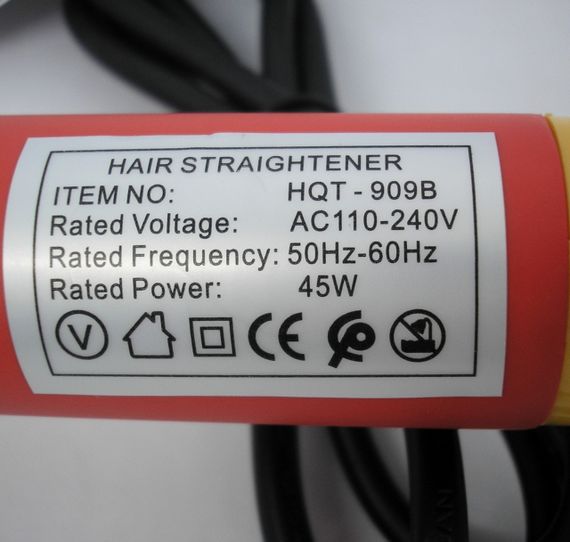 HAIR STRAIGHTENER
ITEM NO: HQT - 909B
Rated Voltage: AC110-240V
Rated Frequency: 50Hz-60Hz
Rated Power: 45W
V CE